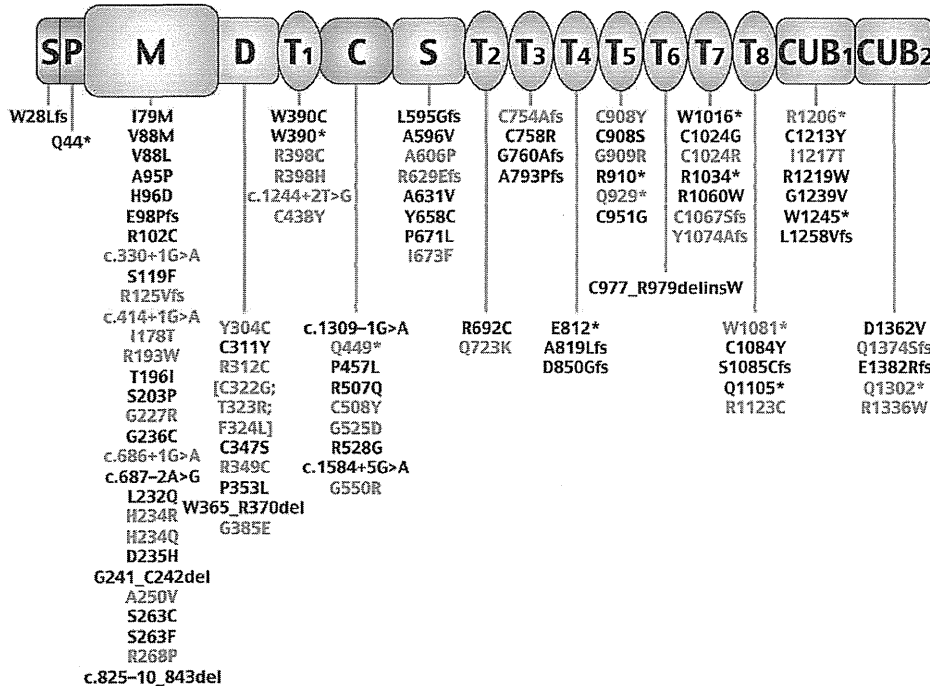 S P M D T1 C S T2 T3 T4 T5 T6 T7 T8 CUB1 CUB2
W28Lfs
Q44*
I79M
V88M
V88L
A95P
H96D
E98Pfs
R102C
c.330+1G>A
S119F
R125Vfs
c.414+1G>A
I178T
R193W
T196I
S203P
G227R
G236C
c.686+1G>A
c.687–2A>G
L232Q
H234R
H234Q
D235H
G241_C242del
A250V
S263C
S263F
R268P
c.825–10_843del
Y304C
C311Y
R312C
[C322G;
T323R;
F324L]
C347S
R349C
P353L
W365_R370del
G385E
W390C
W390*
R398C
R398H
c.1244+2T>G
C438Y
c.1309–1G>A
Q449*
P457L
R507Q
C508Y
G525D
R528G
c.1584+5G>A
G550R
L595Gfs
A596V
A606P
R629Efs
A631V
Y658C
P671L
I673F
R692C
Q723K
C754Afs
C758R
G760Afs
A793Pfs
E812*
A819Lfs
D850Gfs
C908Y
C908S
G909R
R910*
Q929*
C951G
C977_R979delinsW
W1016*
C1024G
C1024R
R1034*
R1060W
C1067Sfs
Y1074Afs
W1081*
C1084Y
S1085Cfs
Q1105*
R1123C
R1206*
C1213Y
I1217T
R1219W
G1239V
W1245*
L1258Vfs
D1362V
Q1374Sfs
E1382Rfs
Q1302*
R1336W